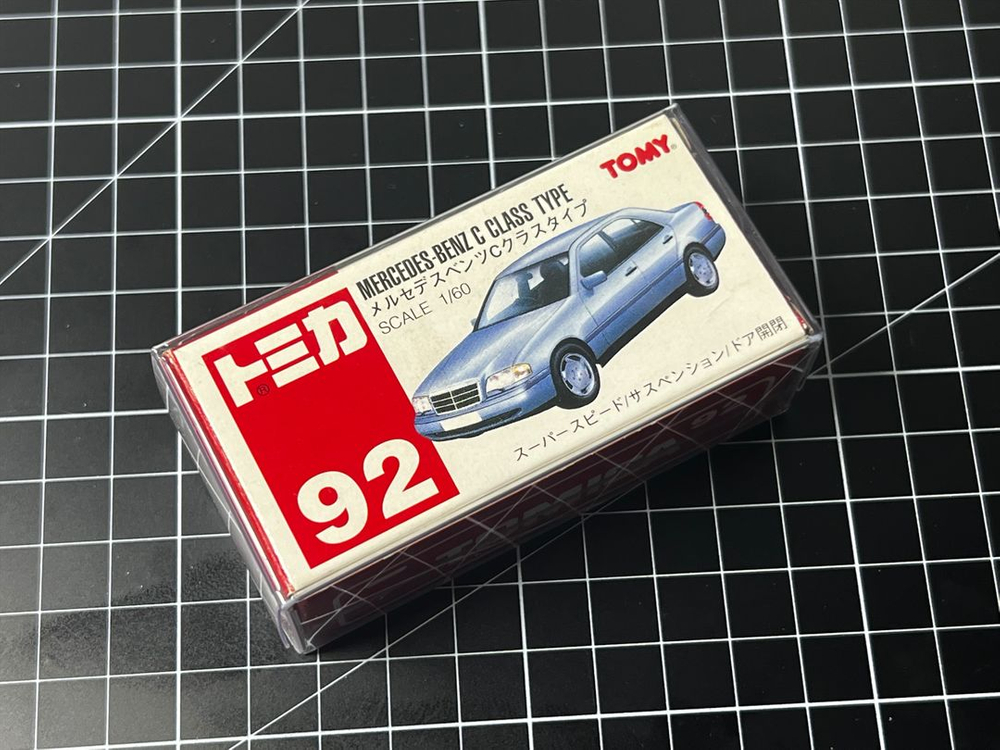 TOMY
MERCEDES-BENZ C CLASS TYPE
メルセデスベンツCクラスタイプ
SCALE 1/60
トミカ
92
スーパースピード/サスペンション/ドア開閉